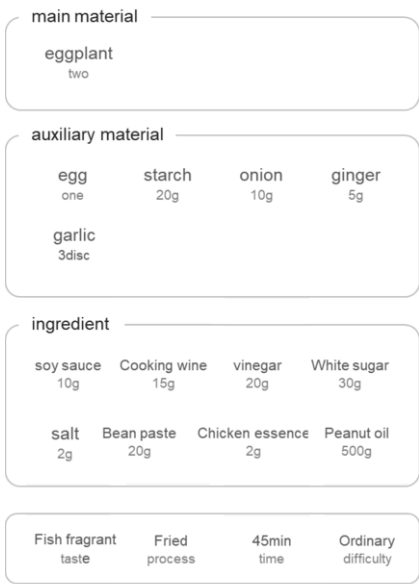 main material
eggplant
two
auxiliary material
egg starch onion ginger
one 20g 10g 5g
garlic
3disc
ingredient
soy sauce Cooking wine vinegar White sugar
10g 15g 20g 30g
salt Bean paste Chicken essence Peanut oil
2g 20g 2g 500g
Fish fragrant Fried 45min Ordinary
taste process time difficulty